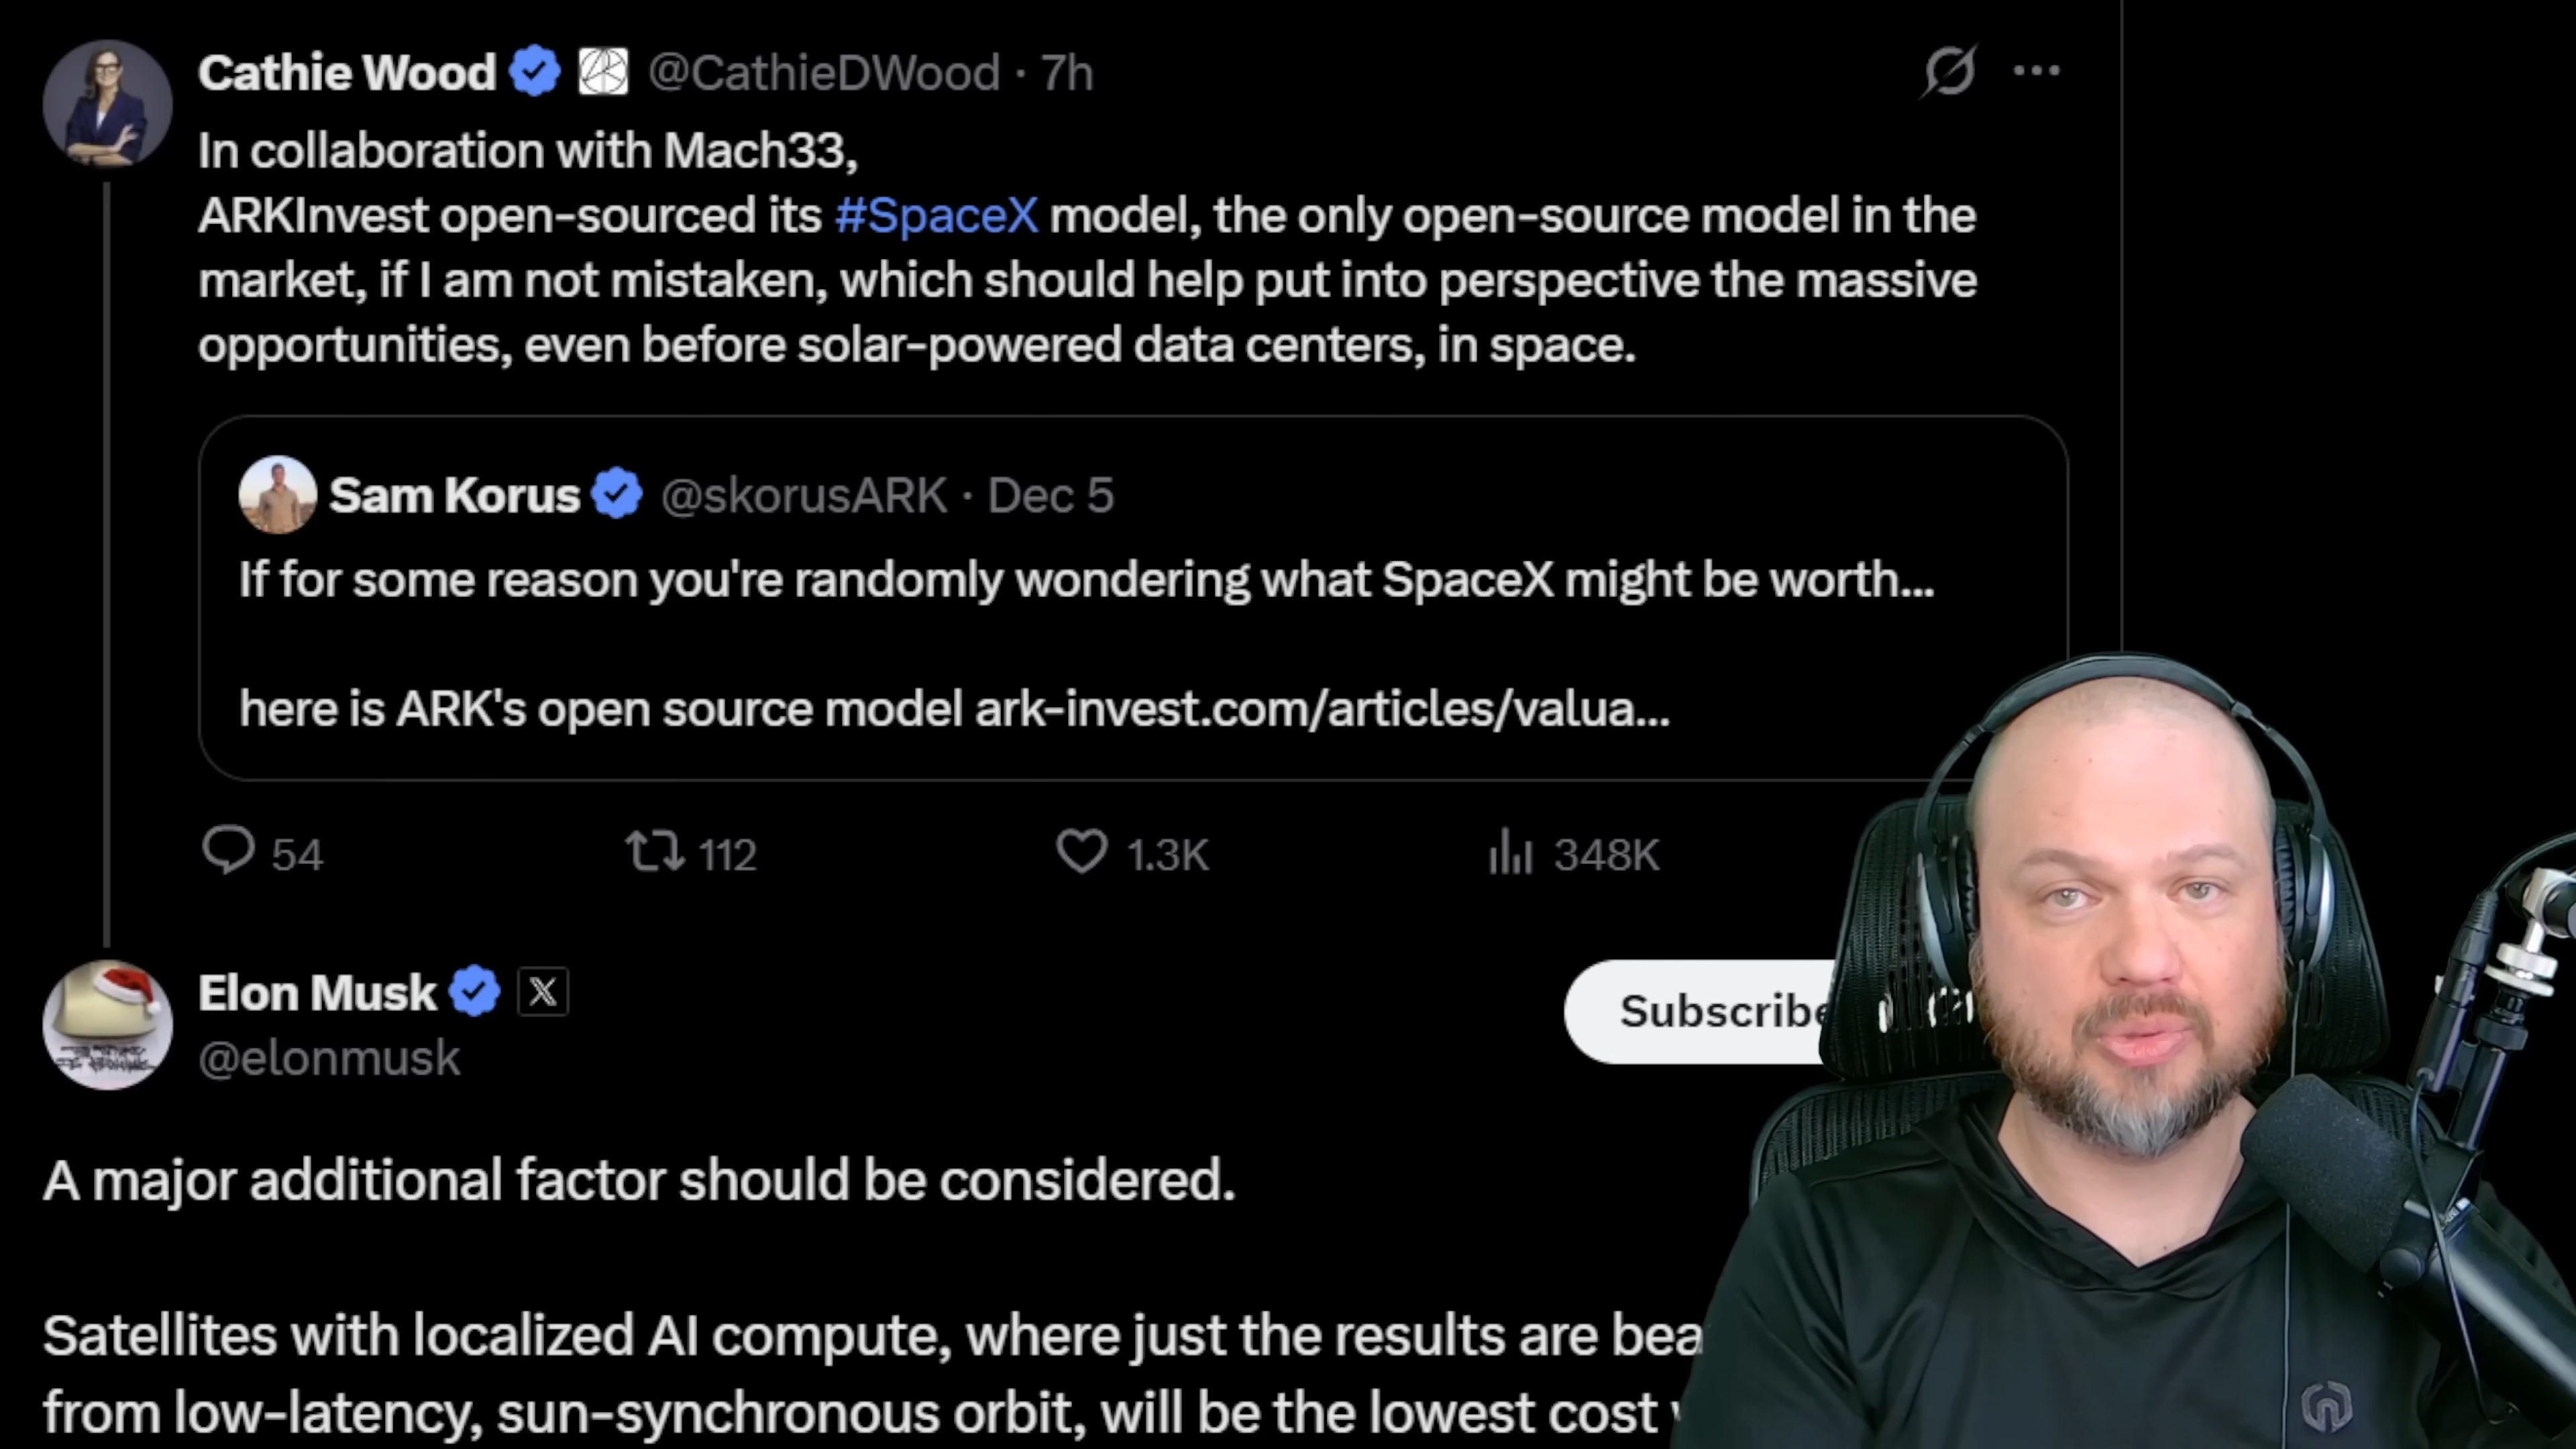 Cathie Wood @CathieDWood · 7h
In collaboration with Mach33,
ARKInvest open-sourced its #SpaceX model, the only open-source model in the
market, if I am not mistaken, which should help put into perspective the massive
opportunities, even before solar-powered data centers, in space.
Sam Korus @skorusARK · Dec 5
If for some reason you're randomly wondering what SpaceX might be worth...
here is ARK's open source model ark-invest.com/articles/valua...
54 112 1.3K 348K
Elon Musk
@elonmusk
Subscribe
A major additional factor should be considered.
Satellites with localized AI compute, where just the results are
from low-latency, sun-synchronous orbit, will be the lowest cost